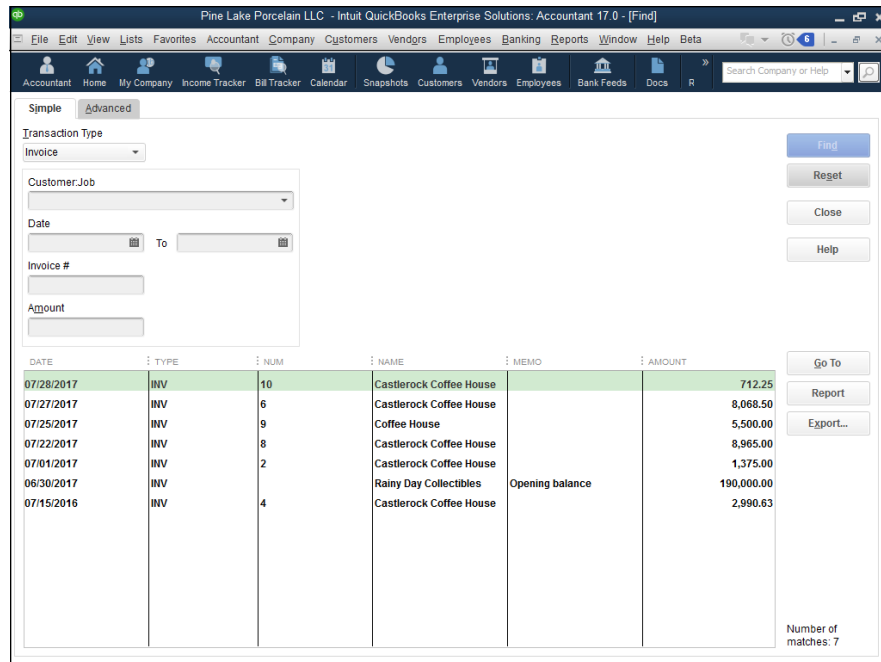 qb Pine Lake Porcelain LLC - Intuit QuickBooks Enterprise Solutions: Accountant 17.0 - [Find]
File Edit View Lists Favorites Accountant Company Customers Vendors Employees Banking Reports Window Help Beta 6
Accountant Home My Company Income Tracker Bill Tracker Calendar Snapshots Customers Vendors Employees Bank Feeds Docs R » Search Company or Help
Simple Advanced
Transaction Type
Invoice
Find
Customer:Job
Reset
Date
Close
To
Invoice #
Help
Amount
DATE TYPE NUM NAME MEMO AMOUNT
Go To
07/28/2017 INV 10 Castlerock Coffee House 712.25
Report
07/27/2017 INV 6 Castlerock Coffee House 8,068.50
07/25/2017 INV 9 Coffee House 5,500.00
Export...
07/22/2017 INV 8 Castlerock Coffee House 8,965.00
07/01/2017 INV 2 Castlerock Coffee House 1,375.00
06/30/2017 INV Rainy Day Collectibles Opening balance 190,000.00
07/15/2016 INV 4 Castlerock Coffee House 2,990.63
Number of
matches: 7